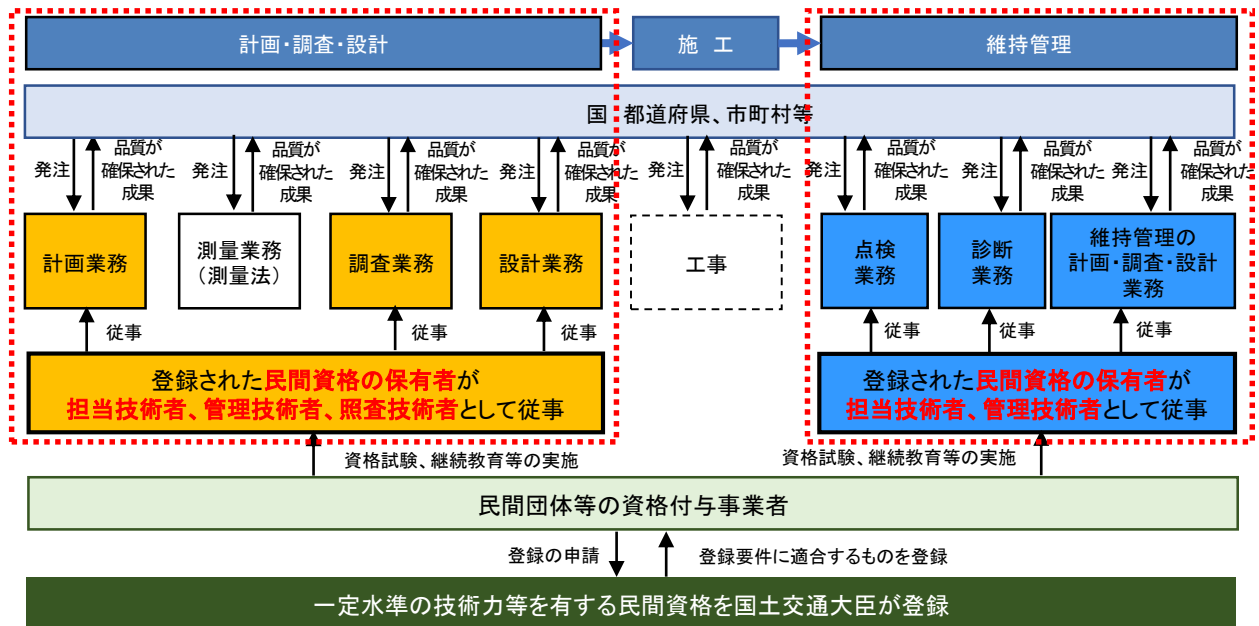 計画・調査・設計
施 工
維持管理
国 都道府県、市町村等
発注
品質が
確保された
成果
発注
品質が
確保された
成果
発注
品質が
確保された
成果
発注
品質が
確保された
成果
発注
品質が
確保された
成果
発注
品質が
確保された
成果
発注
品質が
確保された
成果
発注
品質が
確保された
成果
計画業務
測量業務
(測量法)
調査業務
設計業務
工事
点検
業務
診断
業務
維持管理の
計画・調査・設計
業務
従事
従事
従事
従事
従事
従事
登録された民間資格の保有者が
担当技術者、管理技術者、照査技術者として従事
登録された民間資格の保有者が
担当技術者、管理技術者として従事
資格試験、継続教育等の実施
資格試験、継続教育等の実施
民間団体等の資格付与事業者
登録の申請
登録要件に適合するものを登録
一定水準の技術力等を有する民間資格を国土交通大臣が登録